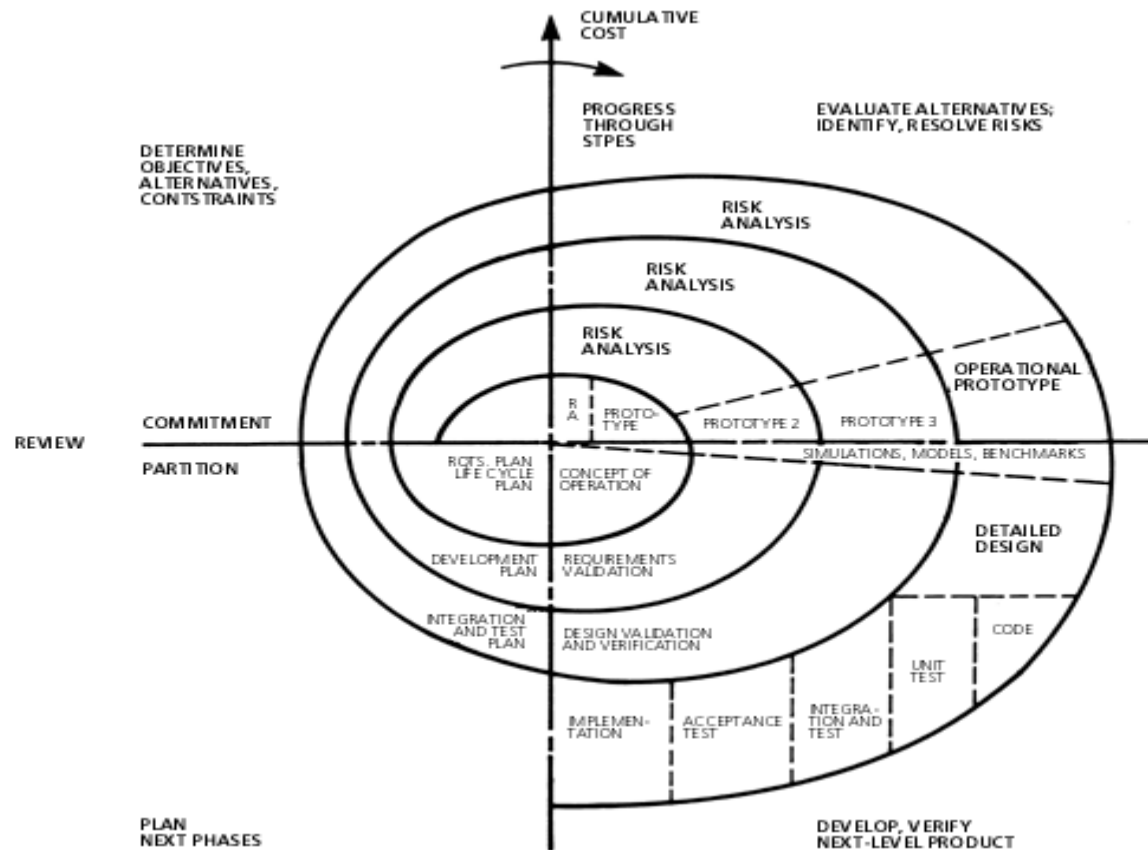 CUMULATIVE
COST
PROGRESS
THROUGH
STPES
EVALUATE ALTERNATIVES;
IDENTIFY, RESOLVE RISKS
DETERMINE
OBJECTIVES,
ALTERNATIVES,
CONTSTRAINTS
RISK
ANALYSIS
RISK
ANALYSIS
RISK
ANALYSIS
OPERATIONAL
PROTOTYPE
R
A
PROTO-
TYPE
PROTOTYPE 2
PROTOTYPE 3
REVIEW
COMMITMENT
PARTITION
SIMULATIONS, MODELS, BENCHMARKS
RQTS. PLAN
LIFE CYCLE
PLAN
CONCEPT OF
OPERATION
DETAILED
DESIGN
DEVELOPMENT
PLAN
REQUIREMENTS
VALIDATION
INTEGRATION
AND TEST
PLAN
DESIGN VALIDATION
AND VERIFICATION
CODE
UNIT
TEST
INTEGRA-
TION AND
TEST
ACCEPTANCE
TEST
IMPLEMEN-
TATION
PLAN
NEXT PHASES
DEVELOP, VERIFY
NEXT-LEVEL PRODUCT